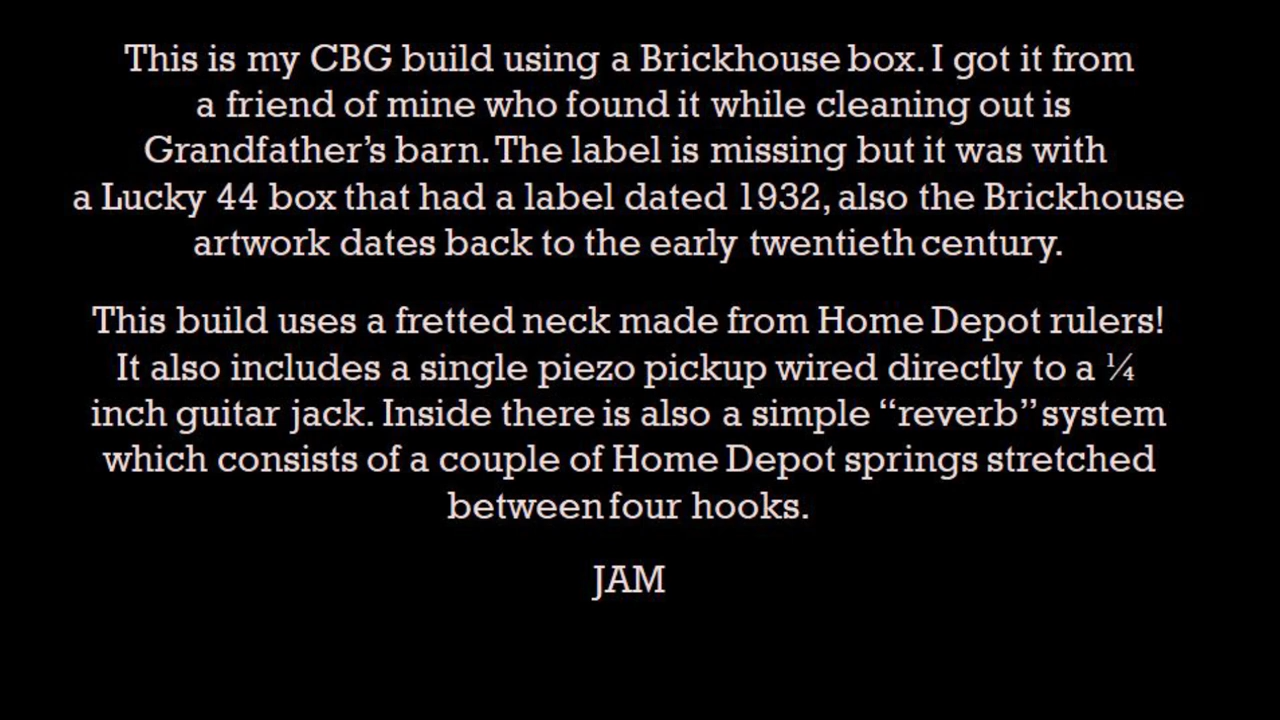 This is my CBG build using a Brickhouse box. I got it from
a friend of mine who found it while cleaning out is
Grandfather’s barn. The label is missing but it was with
a Lucky 44 box that had a label dated 1932, also the Brickhouse
artwork dates back to the early twentieth century.
This build uses a fretted neck made from Home Depot rulers!
It also includes a single piezo pickup wired directly to a ¼
inch guitar jack. Inside there is also a simple “reverb” system
which consists of a couple of Home Depot springs stretched
between four hooks.
JAM